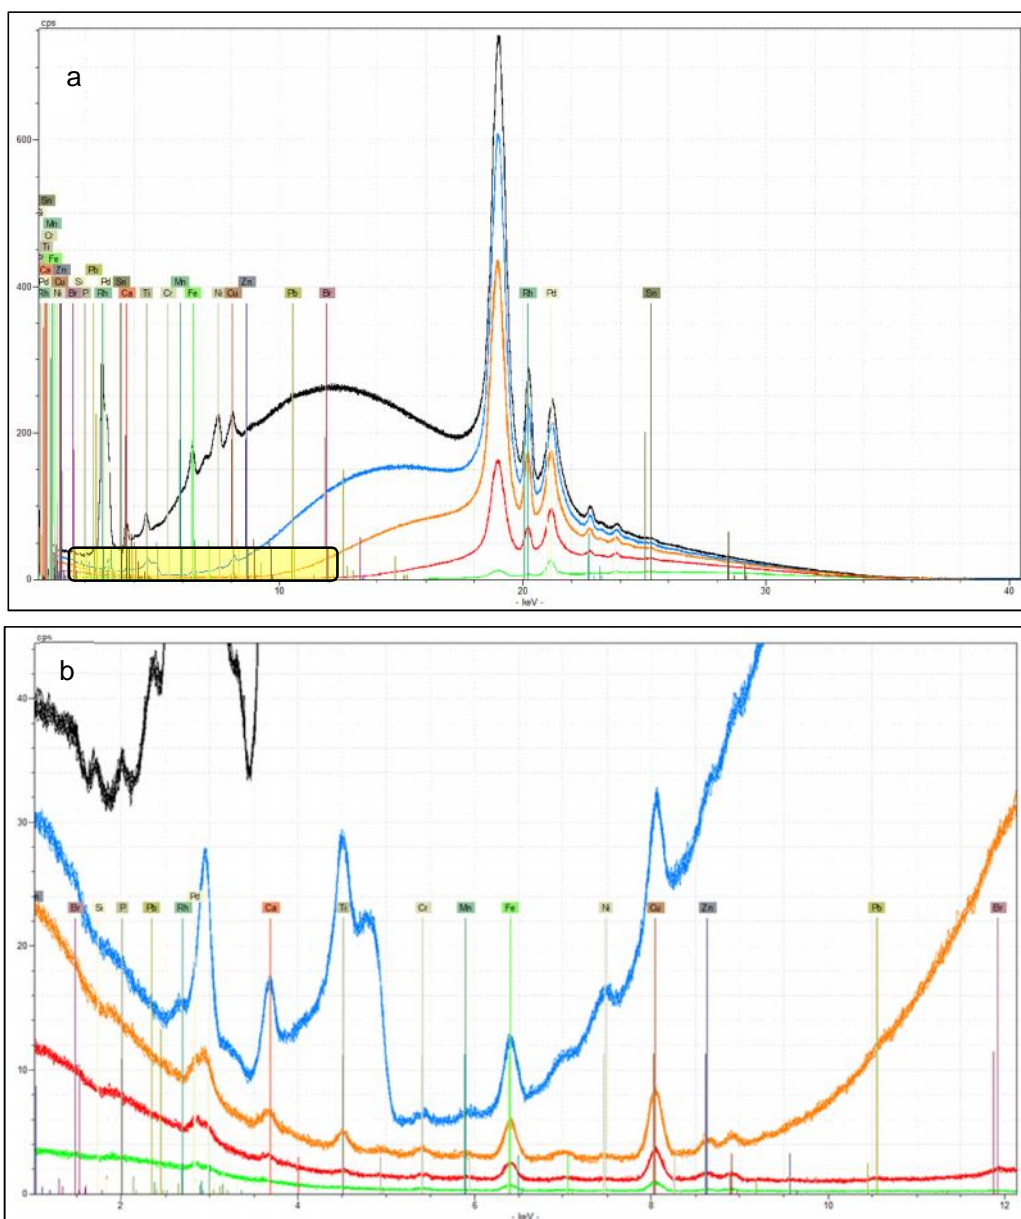 cps
a
600
Sn
Mn
Cr
Ti
P Fe
Ca Zn Pb
Pd Cu Si Pd Sn
Rh Ni Br P Rh Ca Ti Cr Mn Fe Ni Cu Zn Pb Br Rh Pd Sn
400
200
0
10 20 30 40
- keV -
cps
b
40
30
Br Si P Pb Rh Pd Ca Ti Cr Mn Fe Ni Cu Zn Pb Br
20
10
0
2 4 6 8 10 12
- keV -